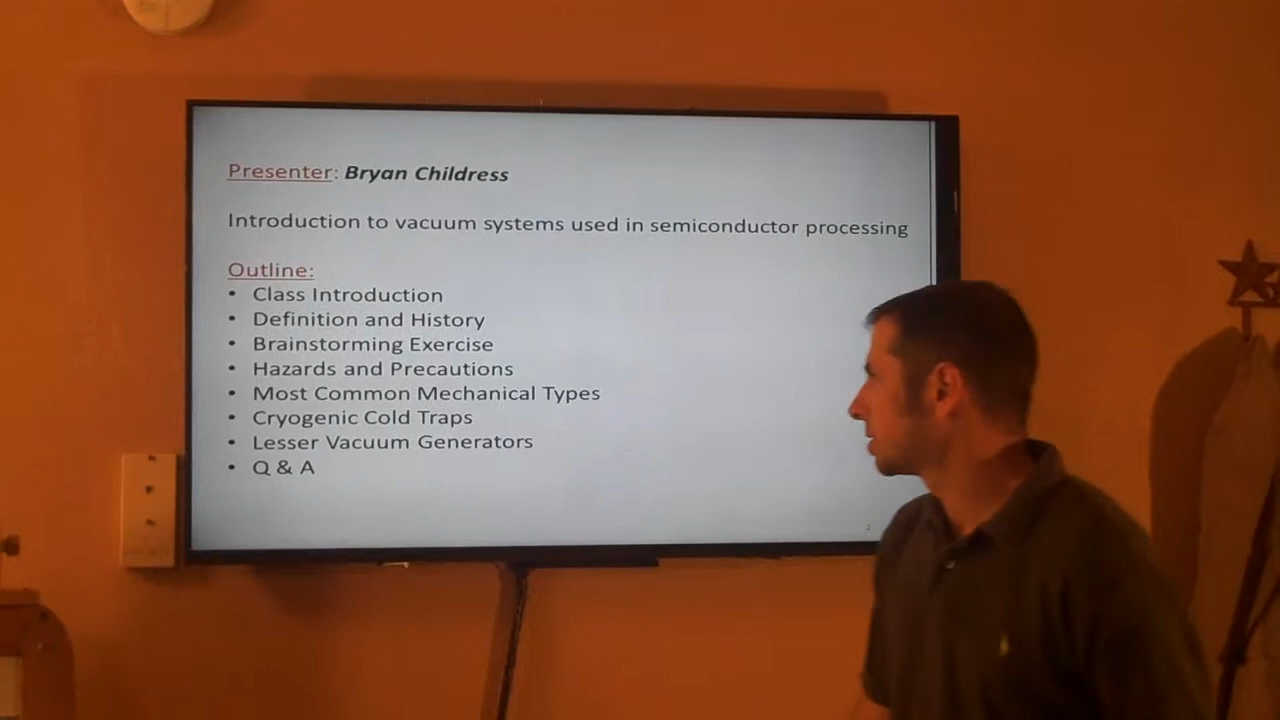 Presenter: Bryan Childress
Introduction to vacuum systems used in semiconductor processing
Outline:
• Class Introduction
• Definition and History
• Brainstorming Exercise
• Hazards and Precautions
• Most Common Mechanical Types
• Cryogenic Cold Traps
• Lesser Vacuum Generators
• Q & A
2